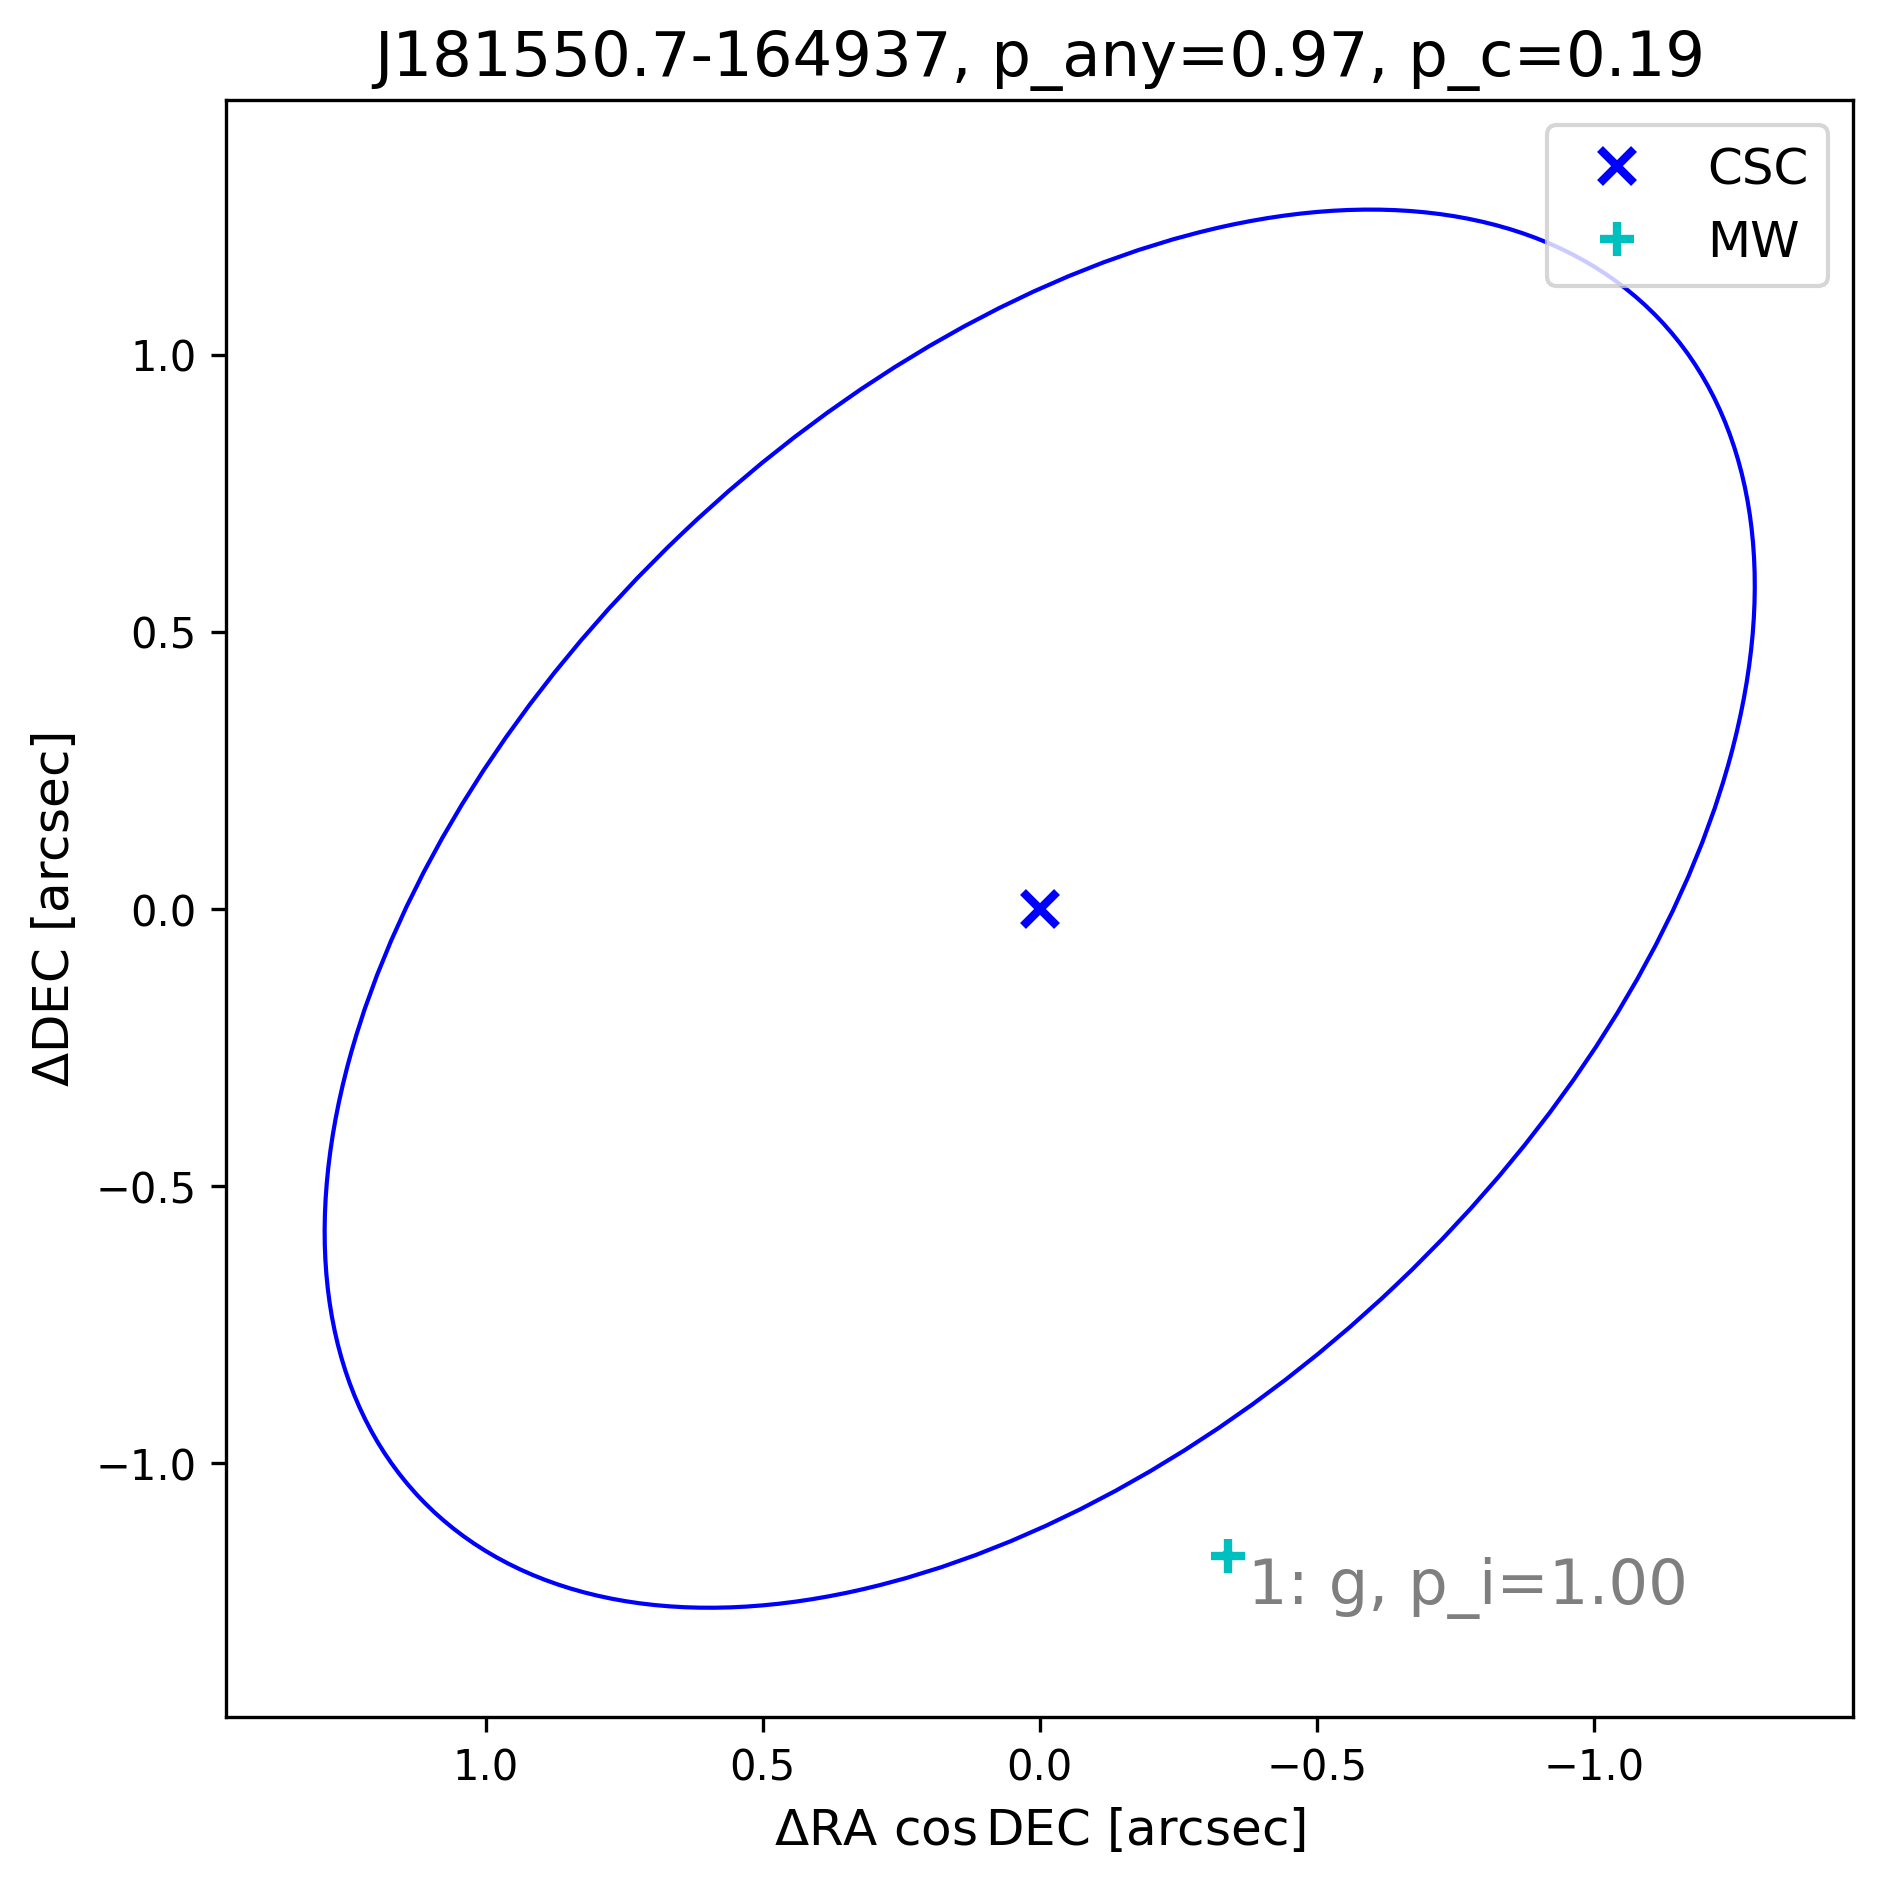 J181550.7-164937, p_any=0.97, p_c=0.19
CSC
MW
1.0
0.5
0.0
−0.5
−1.0
ΔDEC [arcsec]
1: g, p_i=1.00
1.0 0.5 0.0 −0.5 −1.0
ΔRA cos DEC [arcsec]